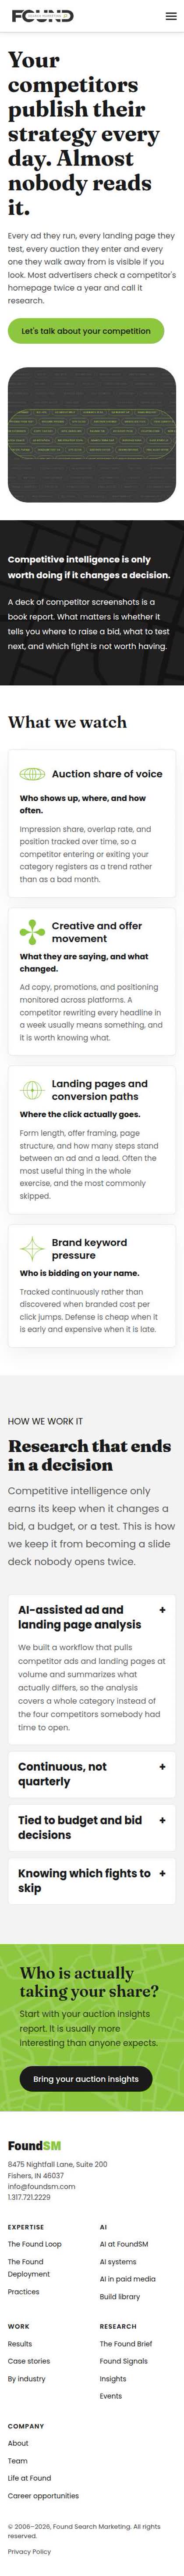 FOUND
SEARCH MARKETING
Your
competitors
publish their
strategy every
day. Almost
nobody reads
it.
Every ad they run, every landing page they
test, every auction they enter and every
one they walk away from is visible if you
look. Most advertisers check a competitor's
homepage twice a year and call it
research.
Let's talk about your competition
Competitive intelligence is only
worth doing if it changes a decision.
A deck of competitor screenshots is a
book report. What matters is whether it
tells you where to raise a bid, what to test
next, and which fight is not worth having.
What we watch
Auction share of voice
Who shows up, where, and how
often.
Impression share, overlap rate, and
position tracked over time, so a
competitor entering or exiting your
category registers as a trend rather
than as a bad month.
Creative and offer
movement
What they are saying, and what
changed.
Ad copy, promotions, and positioning
monitored across platforms. A
competitor rewriting every headline in
a week usually means something, and
it is worth knowing what.
Landing pages and
conversion paths
Where the click actually goes.
Form length, offer framing, page
structure, and how many steps stand
between an ad and a lead. Often the
most useful thing in the whole
exercise, and the most commonly
skipped.
Brand keyword
pressure
Who is bidding on your name.
Tracked continuously rather than
discovered when branded cost per
click jumps. Defense is cheap when it
is early and expensive when it is late.
HOW WE WORK IT
Research that ends
in a decision
Competitive intelligence only
earns its keep when it changes a
bid, a budget, or a test. This is how
we keep it from becoming a slide
deck nobody opens twice.
AI-assisted ad and +
landing page analysis
We built a workflow that pulls
competitor ads and landing pages at
volume and summarizes what
actually differs, so the analysis
covers a whole category instead of
the four competitors somebody had
time to open.
Continuous, not +
quarterly
Tied to budget and bid +
decisions
Knowing which fights to +
skip
Who is actually
taking your share?
Start with your auction Insights
report. It is usually more
interesting than anyone expects.
Bring your auction insights
FoundSM
8475 Nightfall Lane, Suite 200
Fishers, IN 46037
info@foundsm.com
1.317.721.2229
EXPERTISE
The Found Loop
The Found
Deployment
Practices
AI
AI at FoundSM
AI systems
AI in paid media
Build library
WORK
Results
Case stories
By industry
RESEARCH
The Found Brief
Found Signals
Insights
Events
COMPANY
About
Team
Life at Found
Career opportunities
© 2006–2026, Found Search Marketing. All rights
reserved.
Privacy Policy